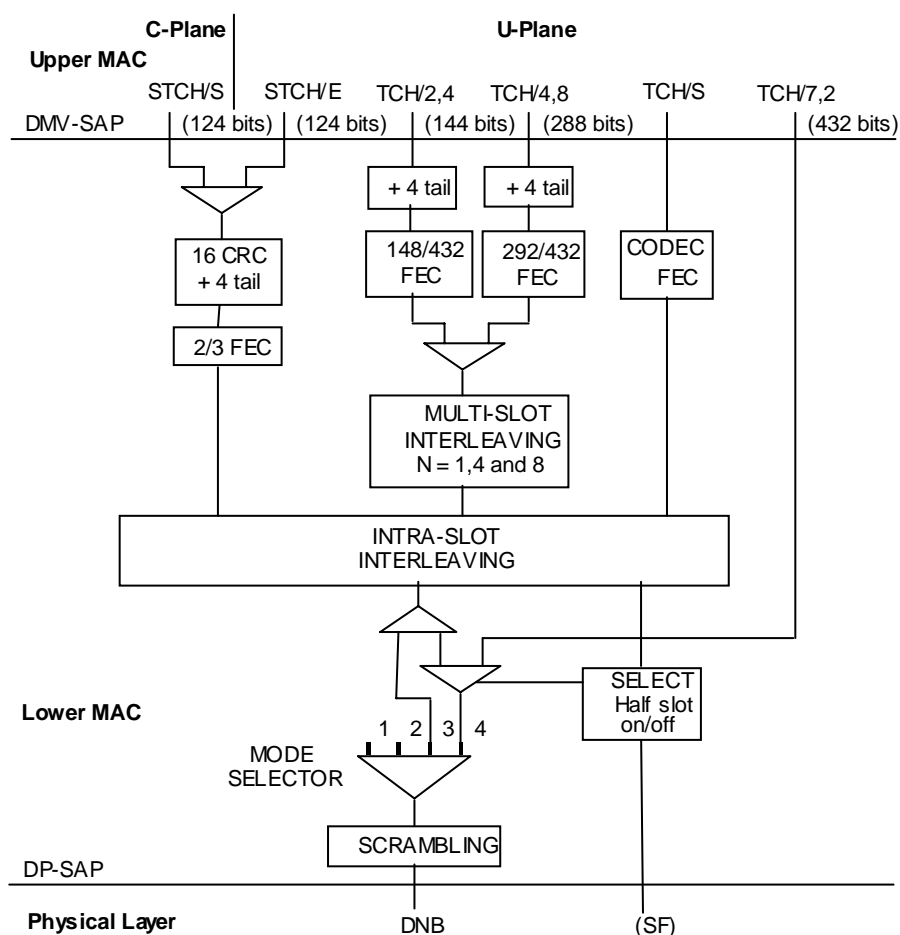 C-Plane
U-Plane
Upper MAC
STCH/S
STCH/E
TCH/2,4
TCH/4,8
TCH/S
TCH/7,2
DMV-SAP
(124 bits)
(124 bits)
(144 bits)
(288 bits)
(432 bits)
+ 4 tail
+ 4 tail
16 CRC
+ 4 tail
148/432
FEC
292/432
FEC
CODEC
FEC
2/3 FEC
MULTI-SLOT
INTERLEAVING
N = 1,4 and 8
INTRA-SLOT
INTERLEAVING
SELECT
Half slot
on/off
Lower MAC
1 2 3 4
MODE
SELECTOR
SCRAMBLING
DP-SAP
Physical Layer
DNB
(SF)